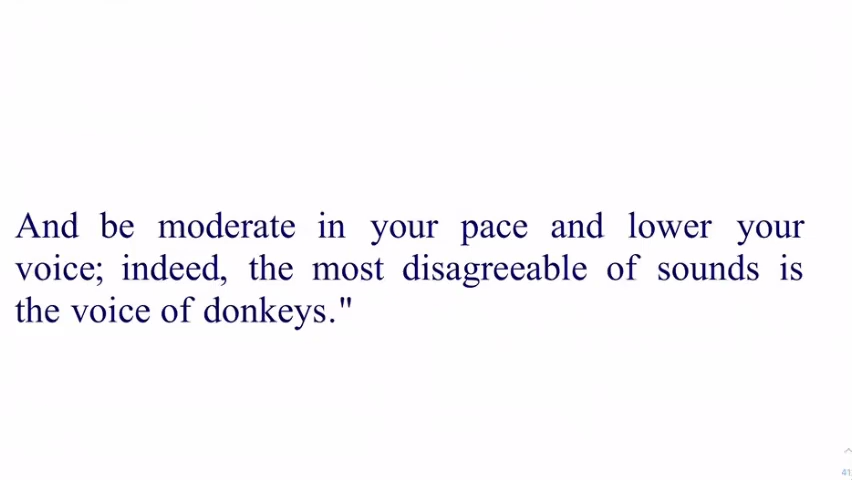 And be moderate in your pace and lower your
voice; indeed, the most disagreeable of sounds is
the voice of donkeys."
41